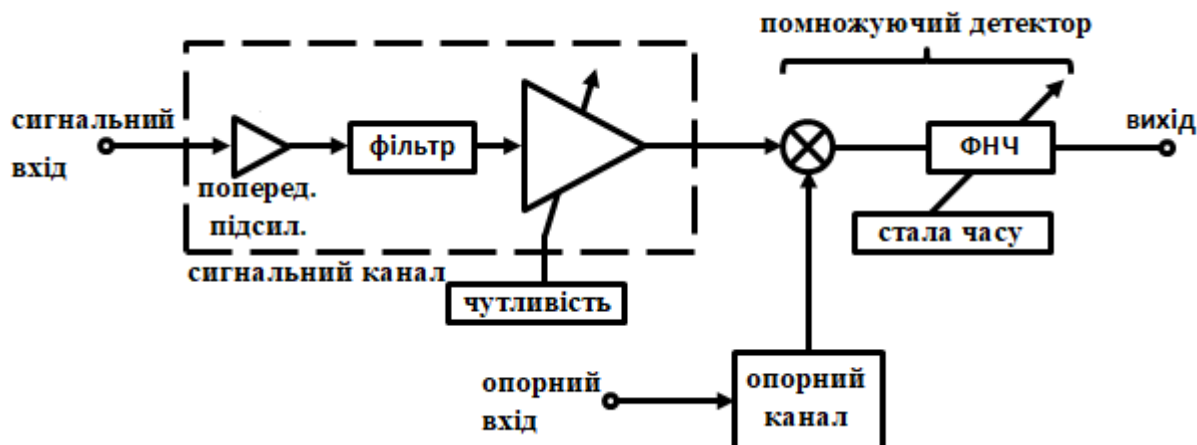 помножуючий детектор
сигнальний
вхід
фільтр
поперед.
підсил.
ФНЧ
вихід
стала часу
сигнальний канал
чутливість
опорний
вхід
опорний
канал